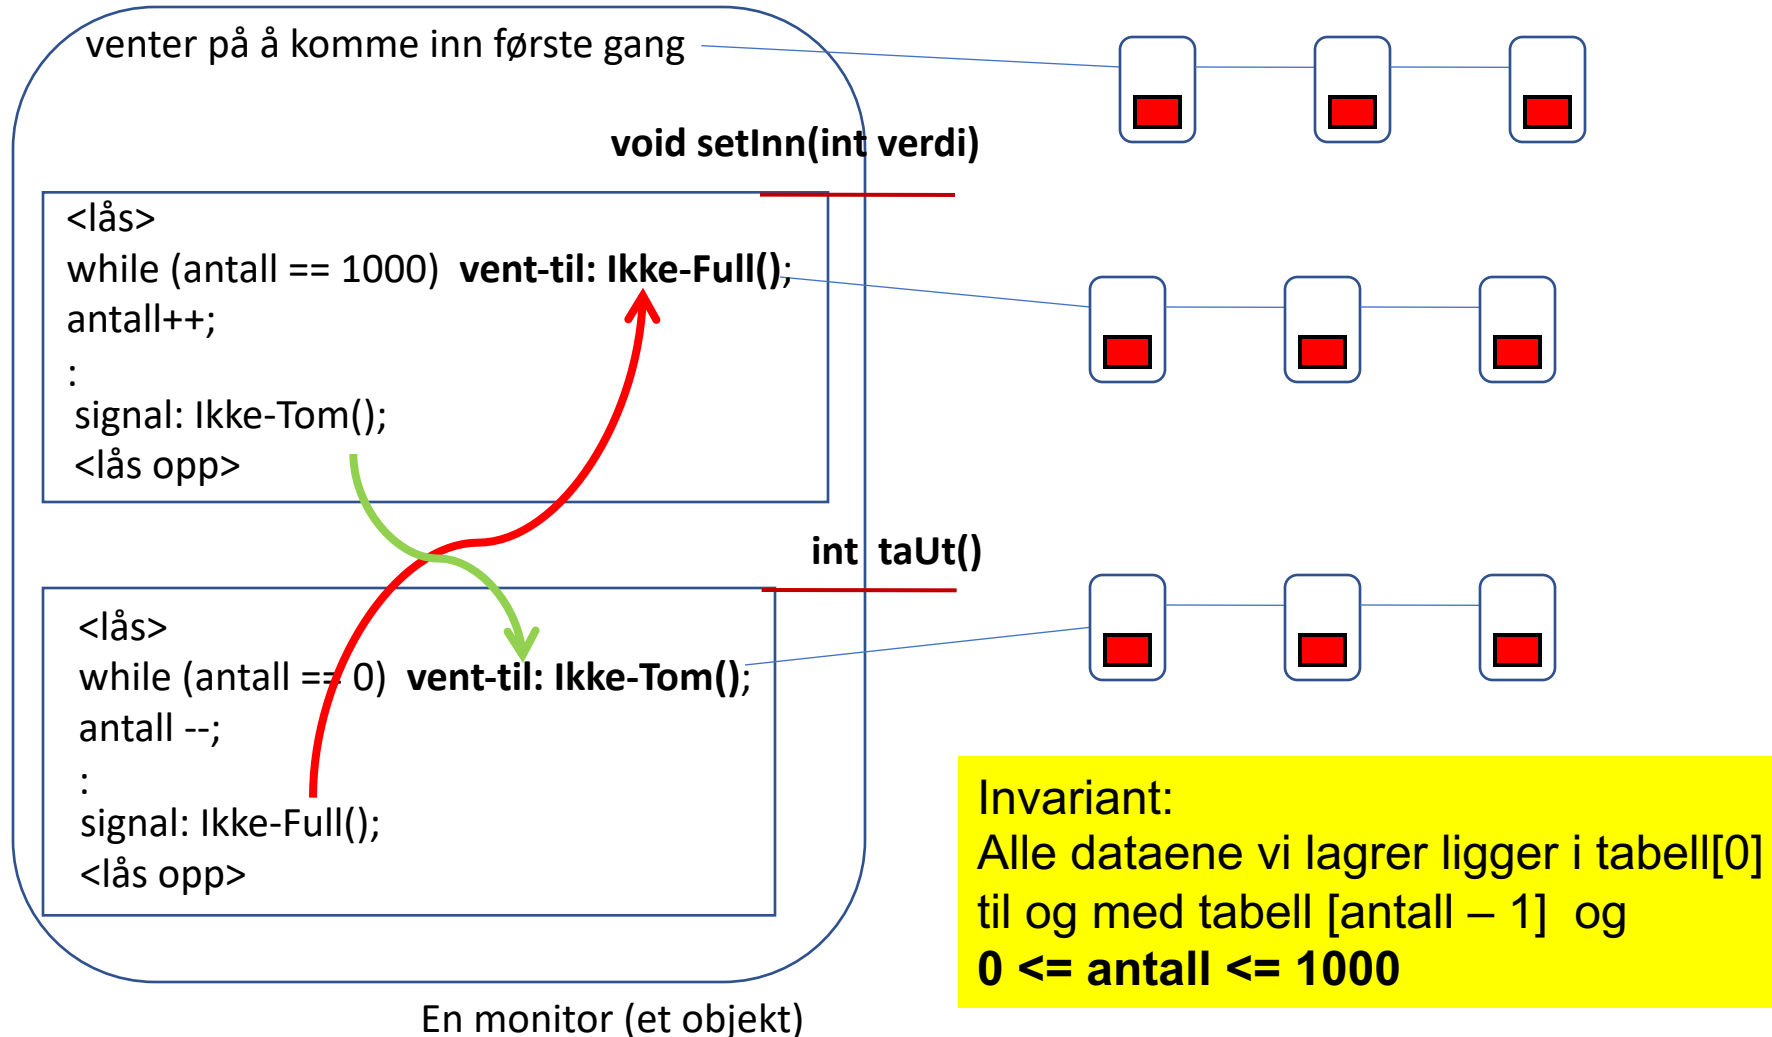 venter på å komme inn første gang
void setInn(int verdi)
<lås>
while (antall == 1000) vent-til: Ikke-Full();
antall++;
:
signal: Ikke-Tom();
<lås opp>
int taUt()
<lås>
while (antall == 0) vent-til: Ikke-Tom();
antall --;
:
signal: Ikke-Full();
<lås opp>
Invariant:
Alle dataene vi lagrer ligger i tabell[0]
til og med tabell [antall – 1] og
0 <= antall <= 1000
En monitor (et objekt)